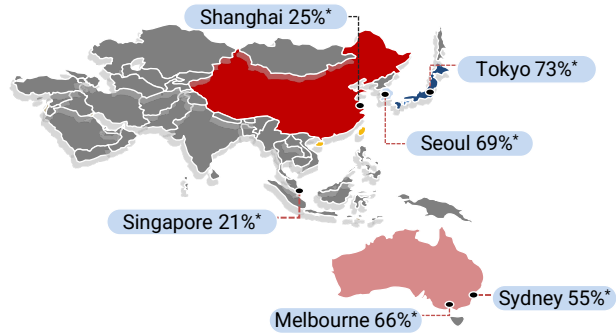 Shanghai 25%*
Tokyo 73%*
Seoul 69%*
Singapore 21%*
Sydney 55%*
Melbourne 66%*